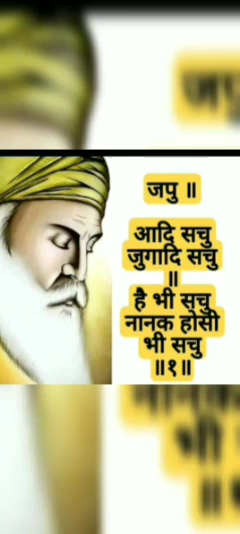 जपु ॥
आदि सचु
जुगादि सचु
॥
है भी सचु
नानक होसी
भी सचु
॥१॥